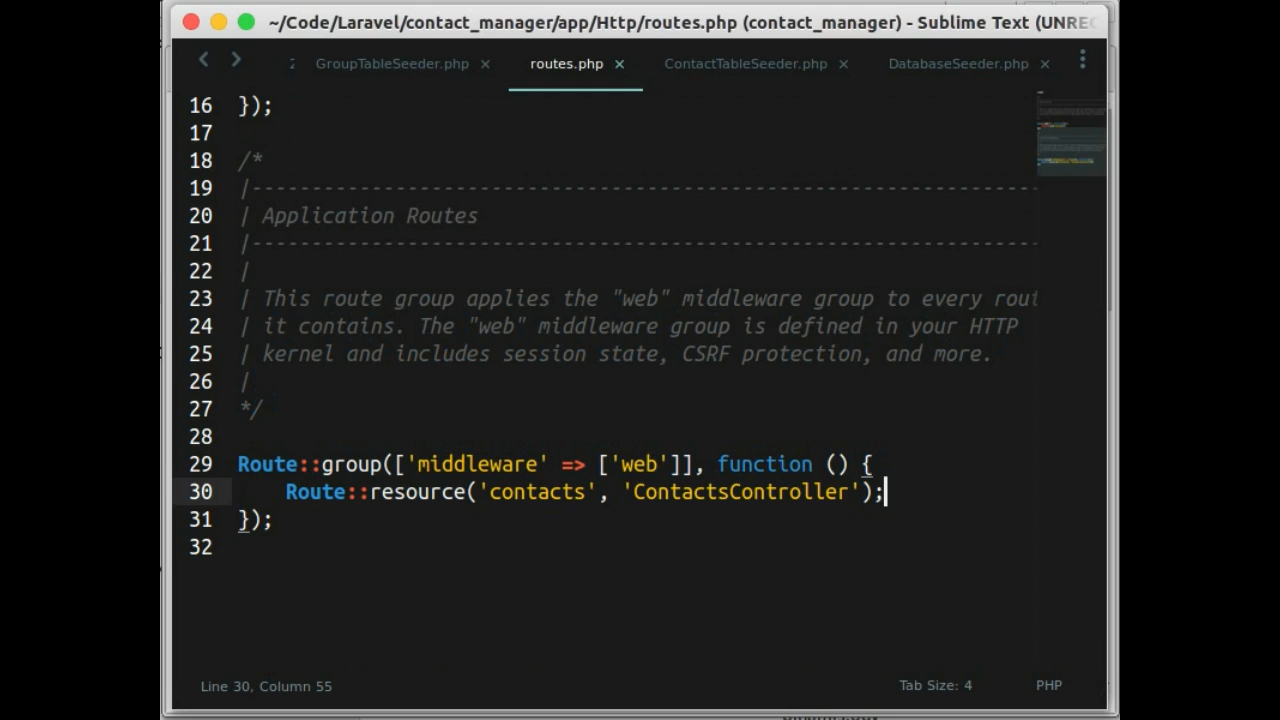 ~/Code/Laravel/contact_manager/app/Http/routes.php (contact_manager) - Sublime Text (UNREC
GroupTableSeeder.php × routes.php × ContactTableSeeder.php × DatabaseSeeder.php ×
16 });
17
18 /*
19 |--------------------------------------------------------------------------
20 | Application Routes
21 |--------------------------------------------------------------------------
22 |
23 | This route group applies the "web" middleware group to every rout
24 | it contains. The "web" middleware group is defined in your HTTP
25 | kernel and includes session state, CSRF protection, and more.
26 |
27 */
28
29 Route::group(['middleware' => ['web']], function () {
30     Route::resource('contacts', 'ContactsController');
31 });
32
Line 30, Column 55 Tab Size: 4 PHP